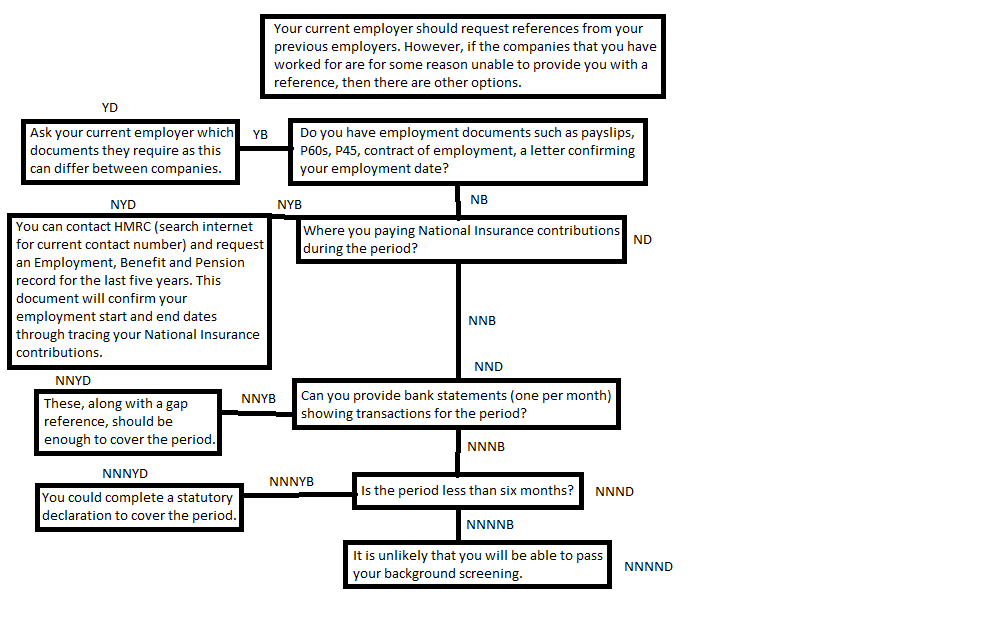 Your current employer should request references from your
previous employers. However, if the companies that you have
worked for are for some reason unable to provide you with a
reference, then there are other options.
YD
Ask your current employer which
documents they require as this
can differ between companies.
YB
Do you have employment documents such as payslips,
P60s, P45, contract of employment, a letter confirming
your employment date?
NB
NYD
NYB
You can contact HMRC (search internet
for current contact number) and request
an Employment, Benefit and Pension
record for the last five years. This
document will confirm your
employment start and end dates
through tracing your National Insurance
contributions.
Where you paying National Insurance contributions
during the period?
ND
NNB
NND
NNYD
These, along with a gap
reference, should be
enough to cover the period.
NNYB
Can you provide bank statements (one per month)
showing transactions for the period?
NNNB
NNNYD
You could complete a statutory
declaration to cover the period.
NNNYB
Is the period less than six months?
NNND
NNNNB
It is unlikely that you will be able to pass
your background screening.
NNNND